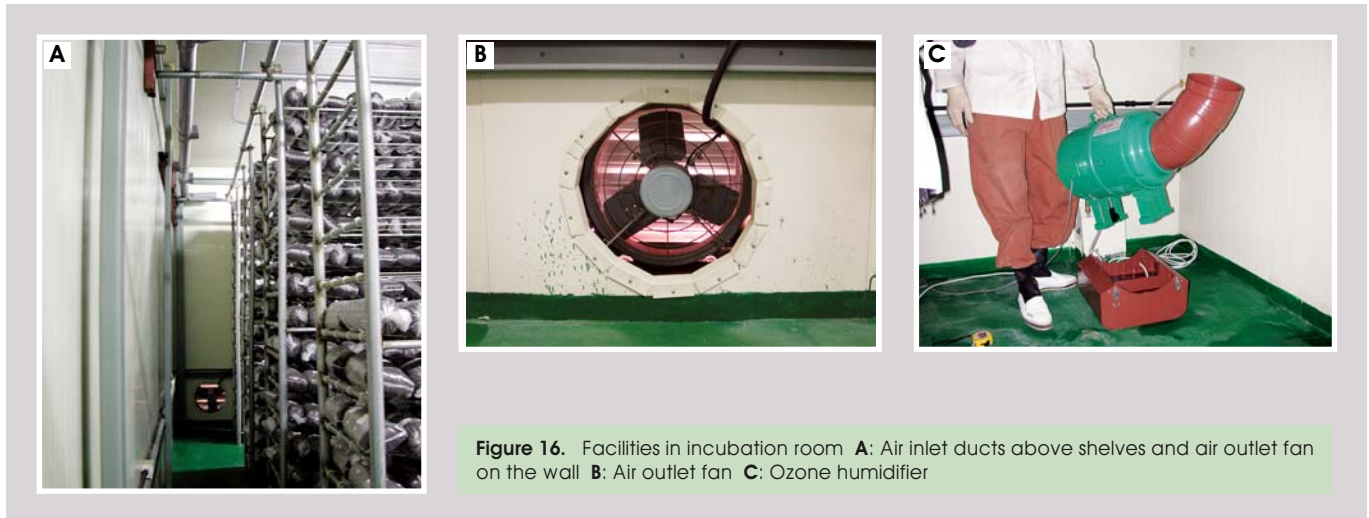 A
B
C
Figure 16. Facilities in incubation room A: Air inlet ducts above shelves and air outlet fan
on the wall B: Air outlet fan C: Ozone humidifier